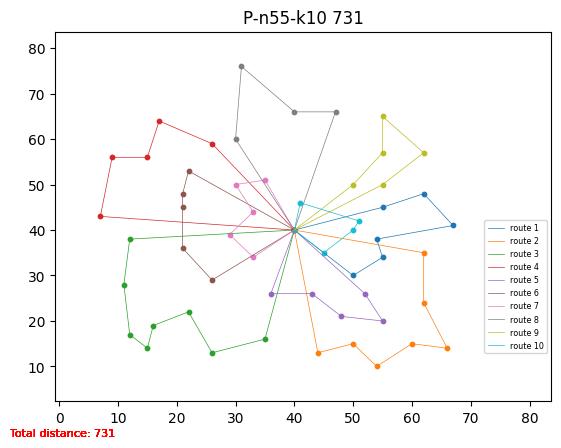 P-n55-k10 731
80
70
60
50
40
30
20
10
0 10 20 30 40 50 60 70 80
route 1
route 2
route 3
route 4
route 5
route 6
route 7
route 8
route 9
route 10
Total distance: 731